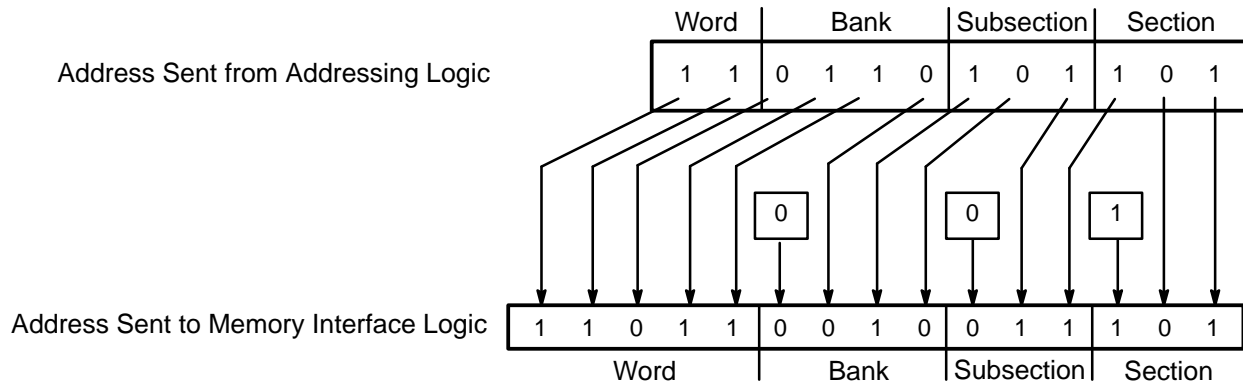 Word Bank Subsection Section
Address Sent from Addressing Logic 1 1 0 1 1 0 1 0 1 1 0 1
0 0 1
Address Sent to Memory Interface Logic 1 1 0 1 1 0 0 1 0 0 1 1 1 0 1
Word Bank Subsection Section